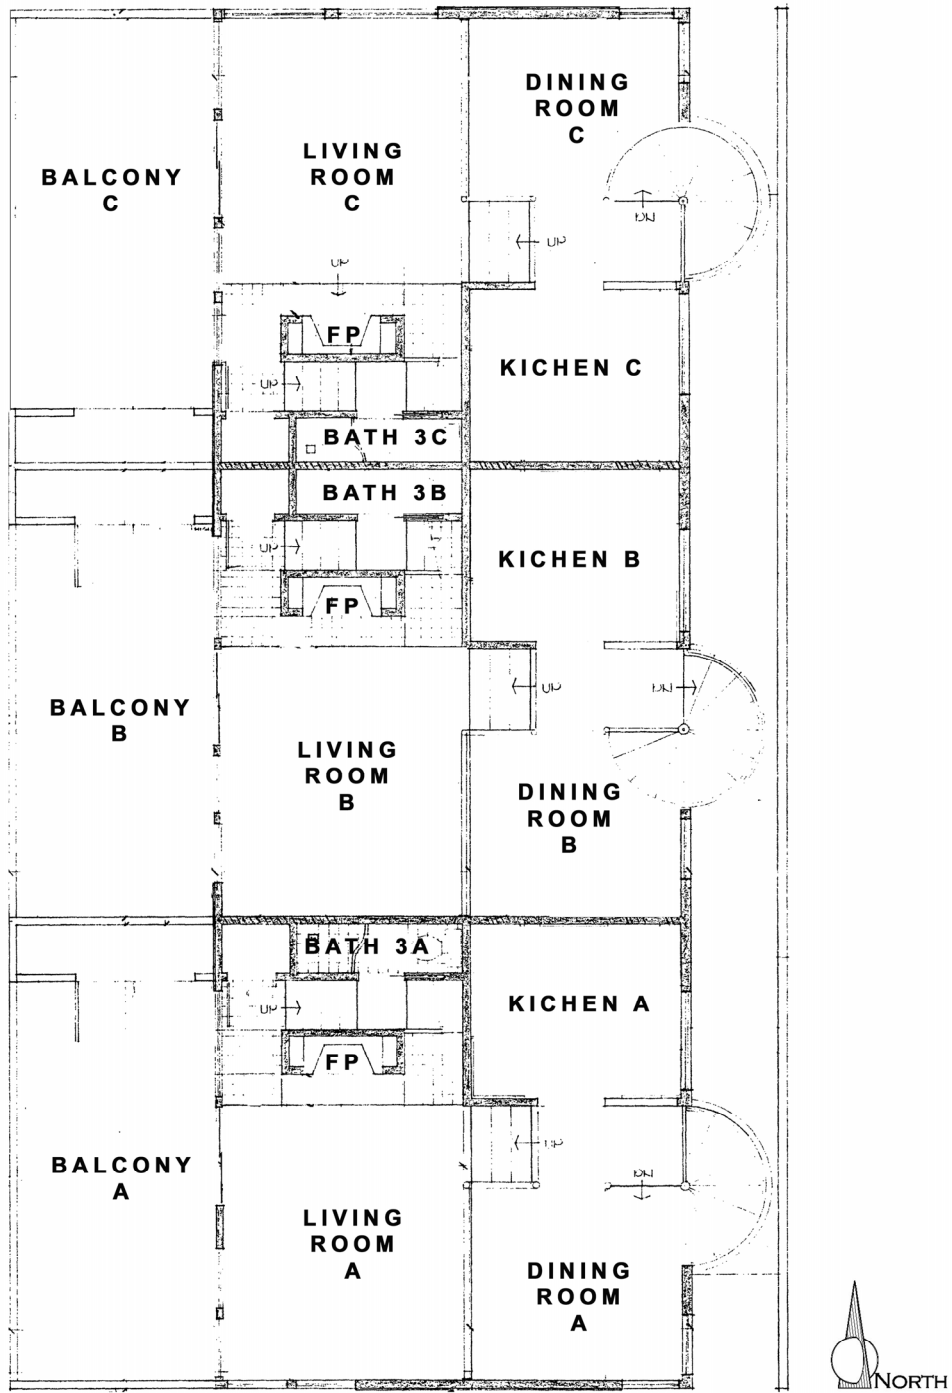 DINING
ROOM
C
LIVING
ROOM
C
BALCONY
C
DN
UP
UP
FP
KICHEN C
UP
BATH 3C
BATH 3B
UP
KICHEN B
FP
UP
DN
BALCONY
B
LIVING
ROOM
B
DINING
ROOM
B
BATH 3A
UP
KICHEN A
FP
UP
DN
BALCONY
A
LIVING
ROOM
A
DINING
ROOM
A
NORTH